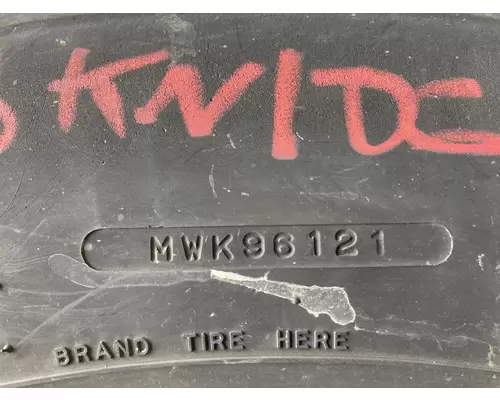 KN1DC
MWK96121
BRAND TIRE HERE